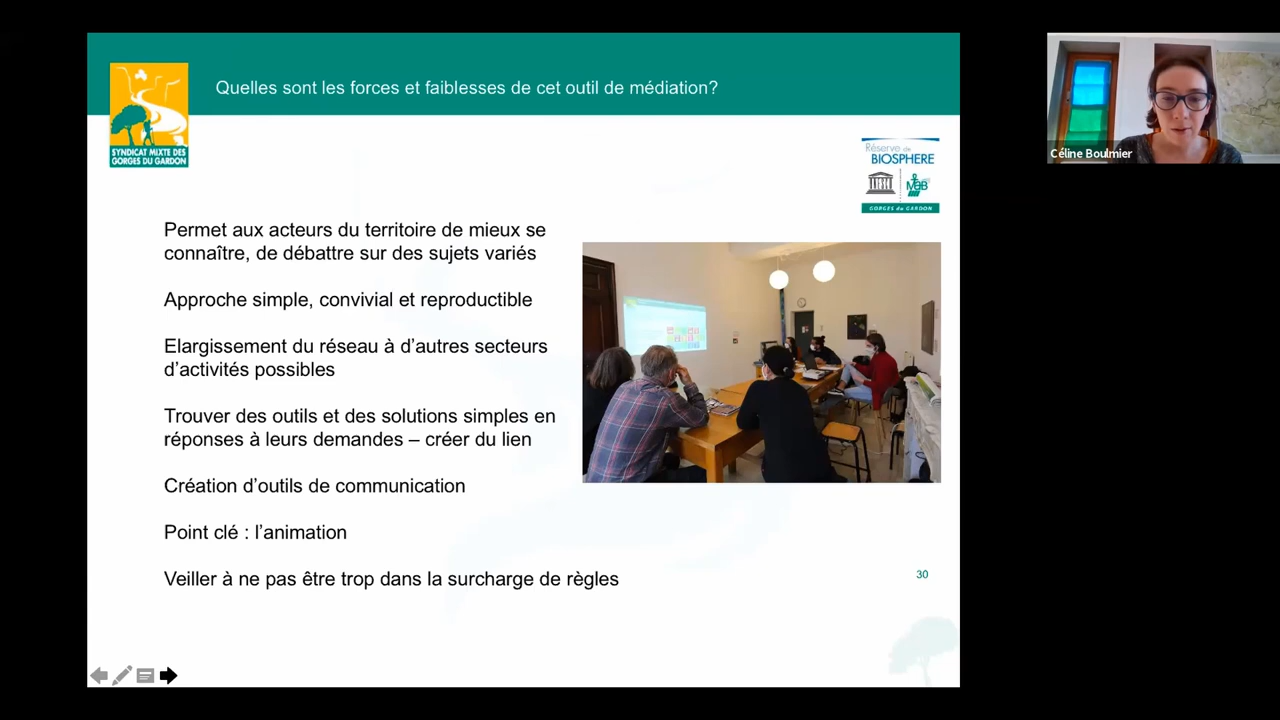 Quelles sont les forces et faiblesses de cet outil de médiation?
SYNDICAT MIXTE DES
GORGES DU GARDON
Réserve de
BIOSPHERE
MAB
GORGES du GARDON
Céline Boulmier
Permet aux acteurs du territoire de mieux se
connaître, de débattre sur des sujets variés
Approche simple, convivial et reproductible
Elargissement du réseau à d’autres secteurs
d’activités possibles
Trouver des outils et des solutions simples en
réponses à leurs demandes – créer du lien
Création d’outils de communication
Point clé : l’animation
Veiller à ne pas être trop dans la surcharge de règles
30